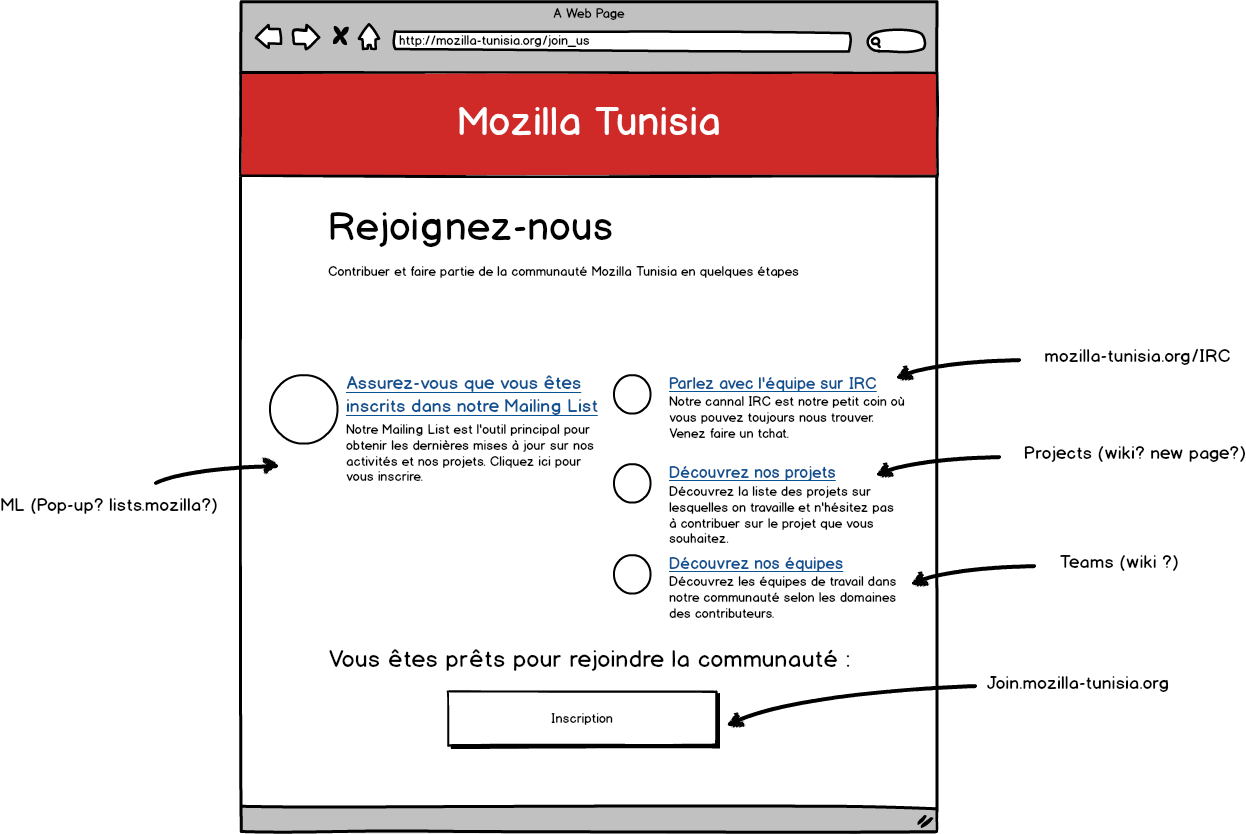 A Web Page
http://mozilla-tunisia.org/join_us
Mozilla Tunisia
Rejoignez-nous
Contribuer et faire partie de la communauté Mozilla Tunisia en quelques étapes
Assurez-vous que vous êtes
inscrits dans notre Mailing List
Notre Mailing List est l'outil principal pour
obtenir les dernières mises à jour sur nos
activités et nos projets. Cliquez ici pour
vous inscrire.
ML (Pop-up? lists.mozilla?)
Parlez avec l'équipe sur IRC
Notre cannal IRC est notre petit coin où
vous pouvez toujours nous trouver.
Venez faire un tchat.
mozilla-tunisia.org/IRC
Découvrez nos projets
Découvrez la liste des projets sur
lesquelles on travaille et n'hésitez pas
à contribuer sur le projet que vous
souhaitez.
Projects (wiki? new page?)
Découvrez nos équipes
Découvrez les équipes de travail dans
notre communauté selon les domaines
des contributeurs.
Teams (wiki ?)
Vous êtes prêts pour rejoindre la communauté :
Inscription
Join.mozilla-tunisia.org